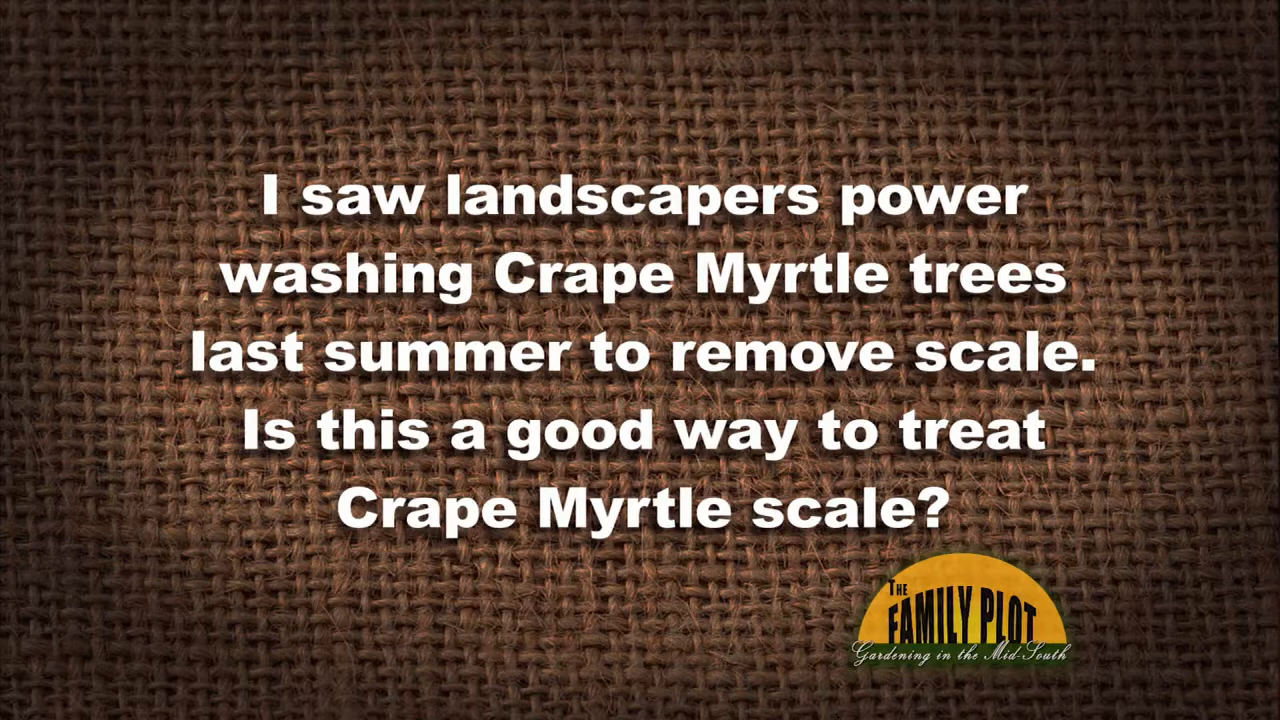 I saw landscapers power
washing Crape Myrtle trees
last summer to remove scale.
Is this a good way to treat
Crape Myrtle scale?
THE
FAMILY PLOT
Gardening in the Mid-South